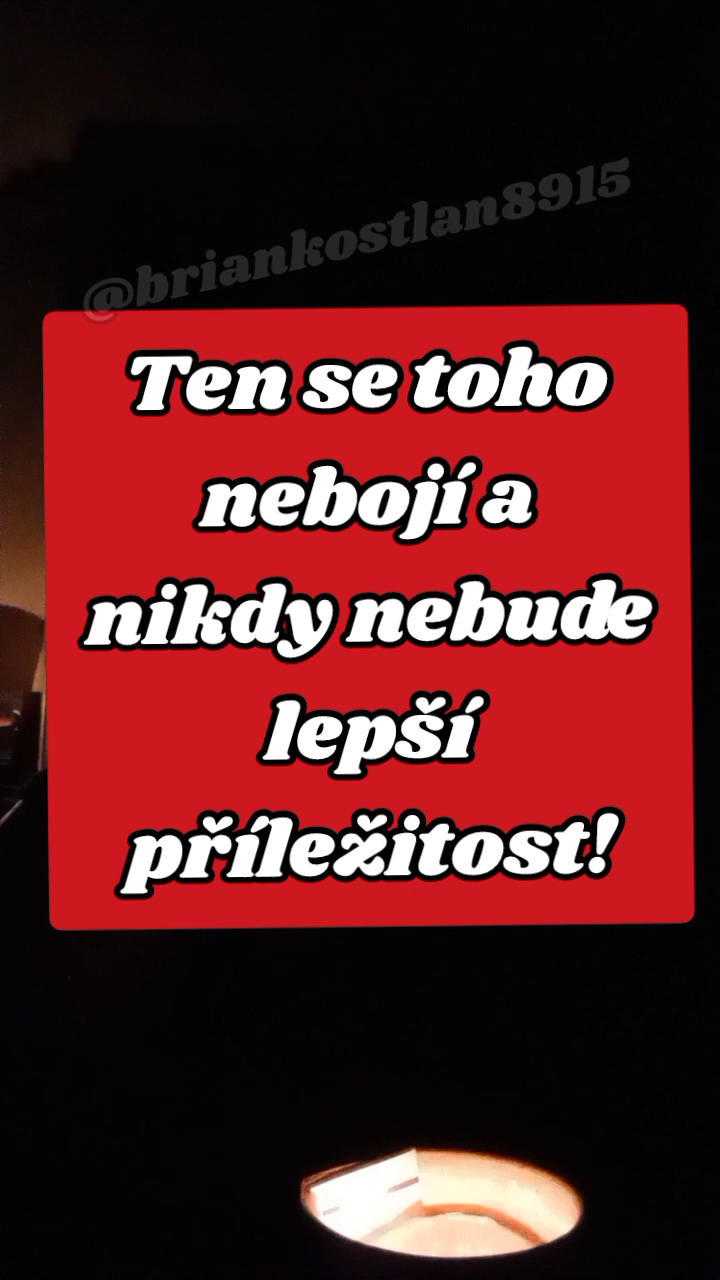 @briankostlan8915
Ten se toho
nebojí a
nikdy nebude
lepší
příležitost!